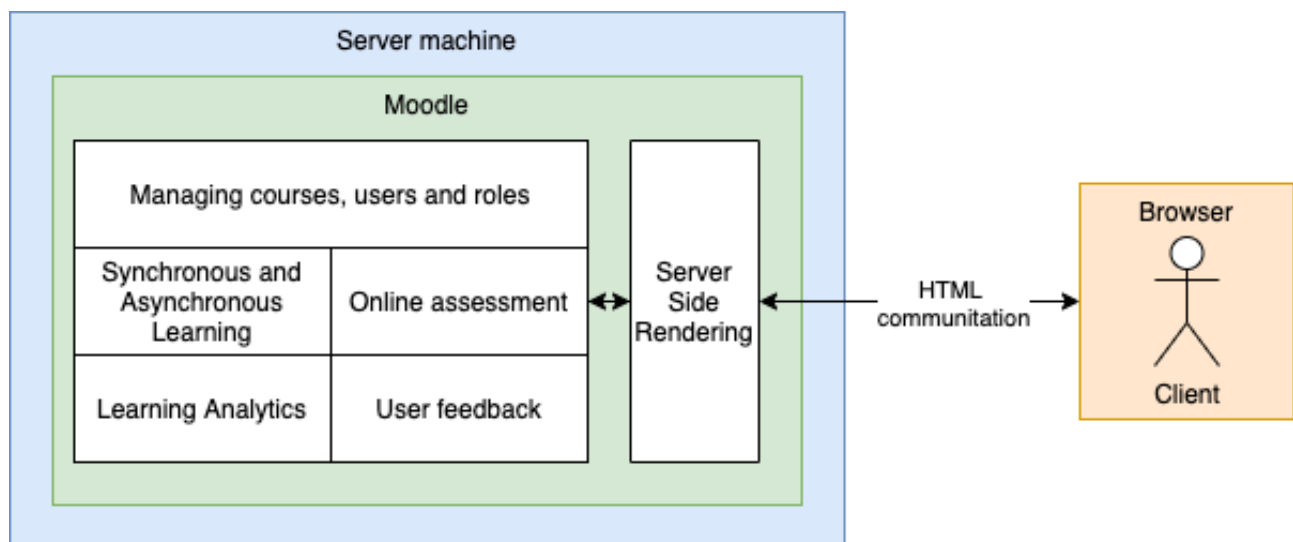 Server machine
Moodle
Managing courses, users and roles
Synchronous and
Asynchronous
Learning
Online assessment
Learning Analytics
User feedback
Server
Side
Rendering
HTML
communitation
Browser
Client